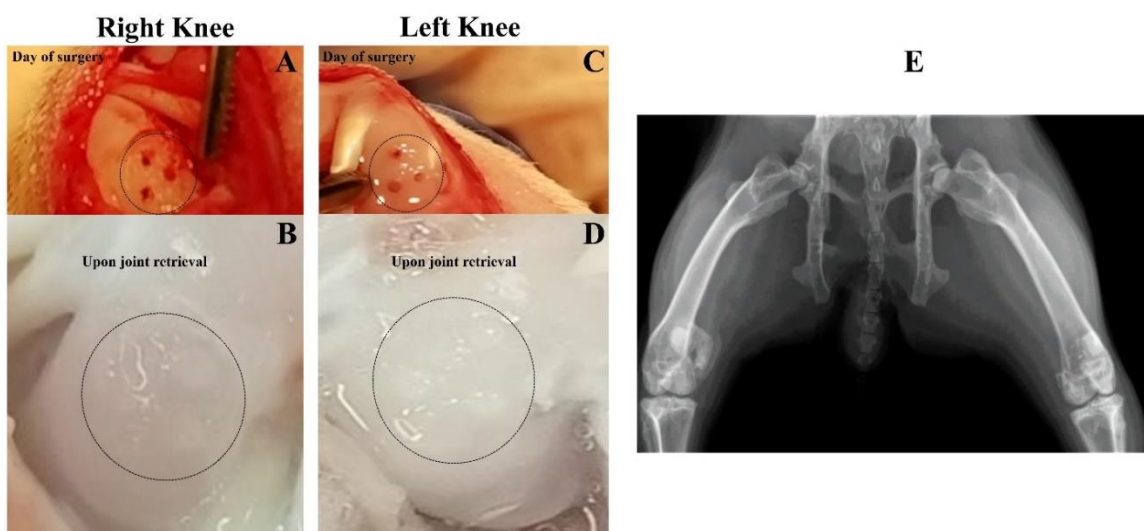 Right Knee
Left Knee
Day of surgery
A
Day of surgery
C
E
B
Upon joint retrieval
D
Upon joint retrieval